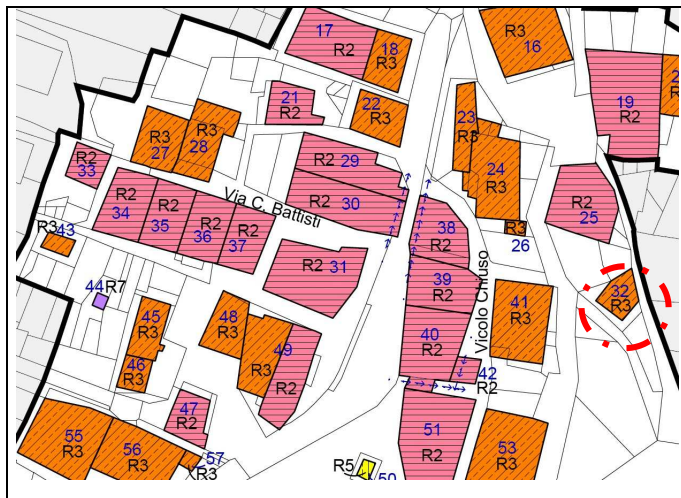 17
R2
18
R3
R3
16
19
R2
21
R2
22
R3
23
R3
24
R3
R3
27
R3
28
R2
29
R2
30
R2
33
R2
34
R2
35
R2
36
R2
37
Via C. Battisti
R2
25
R3
26
38
R2
39
R2
Vicolo Chiuso
R2 31
R3
43
44 R7
32
R3
40
R2
41
R3
42
R2
45
R3
46
R3
48
R3
R3
49
R2
47
R2
51
R2
53
R3
55
R3
56
R3
57
R3
R5
50